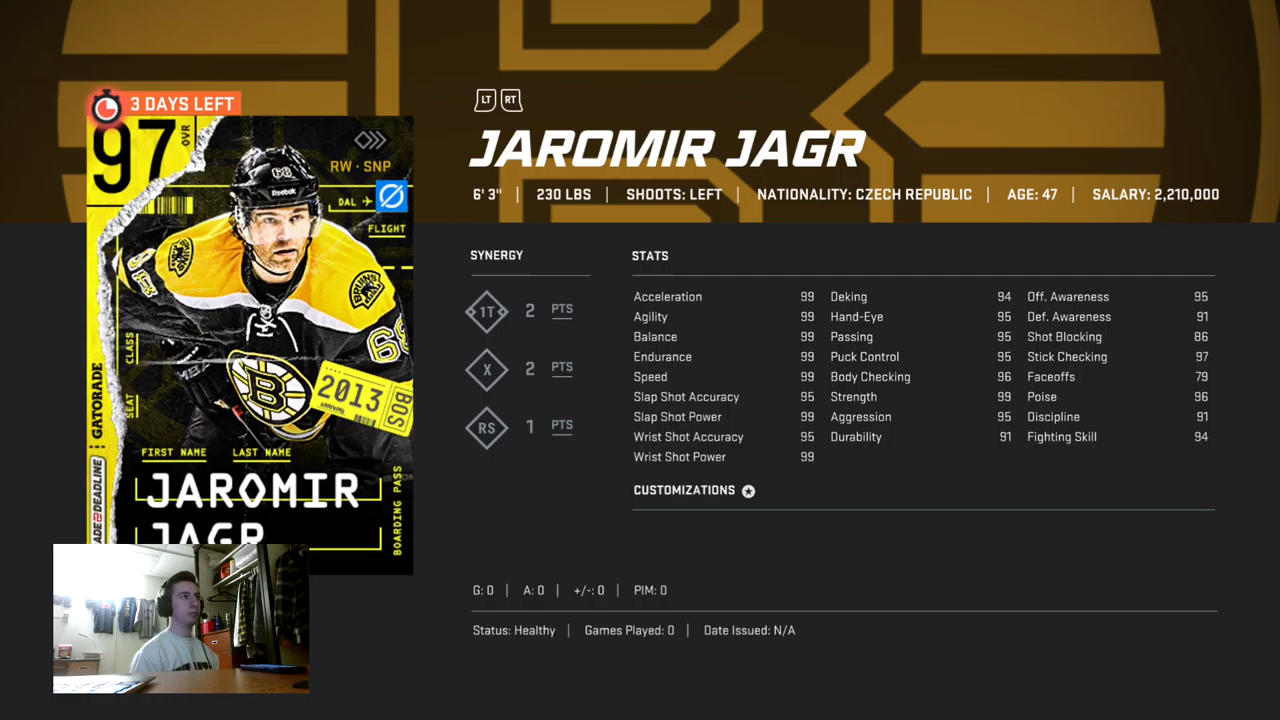 3 DAYS LEFT
97
OVR
RW · SNP
DAL
FLIGHT
68
Reebok
BRUINS
68
B
2013
ARRIVING
BOS
CLASS
SEAT
GATORADE
DEADLINE
BOARDING PASS
FIRST NAME LAST NAME
JAROMIR
JAGR
LT RT
JAROMIR JAGR
6' 3" | 230 LBS | SHOOTS: LEFT | NATIONALITY: CZECH REPUBLIC | AGE: 47 | SALARY: 2,210,000
SYNERGY
1T 2 PTS
X 2 PTS
RS 1 PTS
STATS
Acceleration 99 Deking 94 Off. Awareness 95
Agility 99 Hand-Eye 95 Def. Awareness 91
Balance 99 Passing 95 Shot Blocking 86
Endurance 99 Puck Control 95 Stick Checking 97
Speed 99 Body Checking 96 Faceoffs 79
Slap Shot Accuracy 95 Strength 99 Poise 96
Slap Shot Power 99 Aggression 95 Discipline 91
Wrist Shot Accuracy 95 Durability 91 Fighting Skill 94
Wrist Shot Power 99
CUSTOMIZATIONS
G: 0 | A: 0 | +/-: 0 | PIM: 0
Status: Healthy | Games Played: 0 | Date Issued: N/A